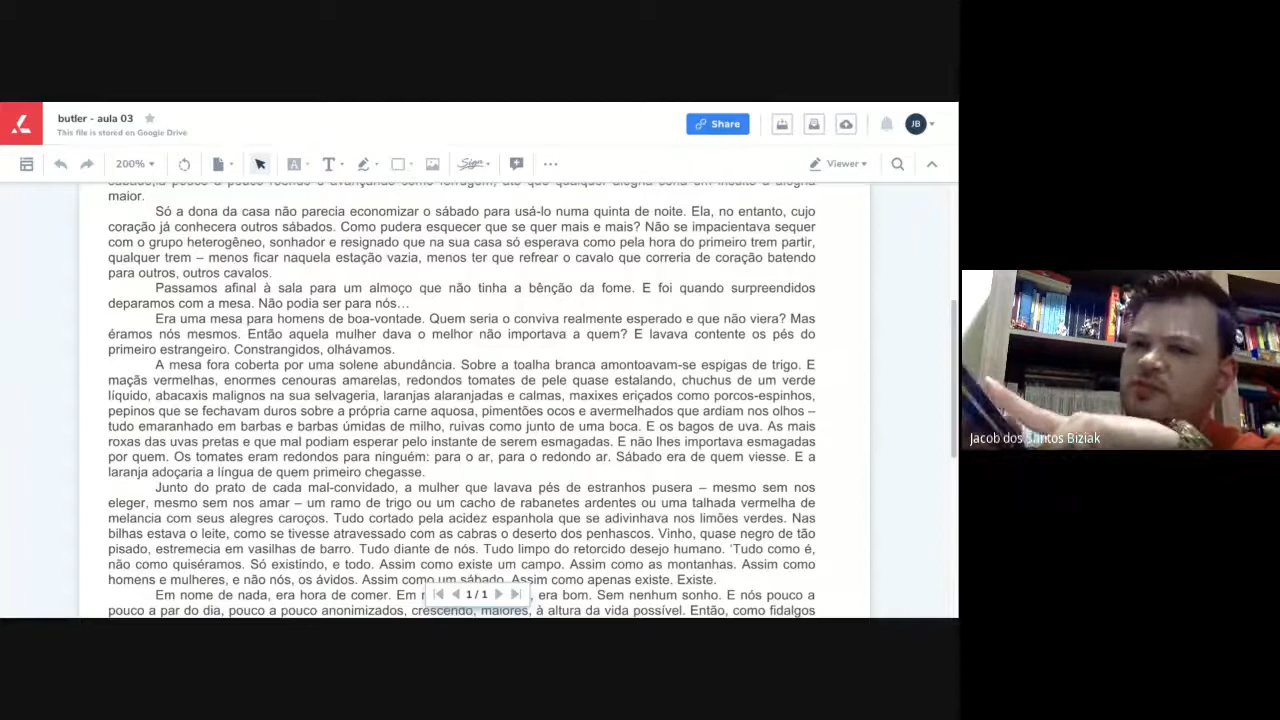 butler - aula 03
This file is stored on Google Drive
Share
JB
200%
A
T
Sign
Viewer
maior.
Só a dona da casa não parecia economizar o sábado para usá-lo numa quinta de noite. Ela, no entanto, cujo
coração já conhecera outros sábados. Como pudera esquecer que se quer mais e mais? Não se impacientava sequer
com o grupo heterogêneo, sonhador e resignado que na sua casa só esperava como pela hora do primeiro trem partir,
qualquer trem – menos ficar naquela estação vazia, menos ter que refrear o cavalo que correria de coração batendo
para outros, outros cavalos.
Passamos afinal à sala para um almoço que não tinha a bênção da fome. E foi quando surpreendidos
deparamos com a mesa. Não podia ser para nós…
Era uma mesa para homens de boa-vontade. Quem seria o conviva realmente esperado e que não viera? Mas
éramos nós mesmos. Então aquela mulher dava o melhor não importava a quem? E lavava contente os pés do
primeiro estrangeiro. Constrangidos, olhávamos.
A mesa fora coberta por uma solene abundância. Sobre a toalha branca amontoavam-se espigas de trigo. E
maçãs vermelhas, enormes cenouras amarelas, redondos tomates de pele quase estalando, chuchus de um verde
líquido, abacaxis malignos na sua selvageria, laranjas alaranjadas e calmas, maxixes eriçados como porcos-espinhos,
pepinos que se fechavam duros sobre a própria carne aquosa, pimentões ocos e avermelhados que ardiam nos olhos –
tudo emaranhado em barbas e barbas úmidas de milho, ruivas como junto de uma boca. E os bagos de uva. As mais
roxas das uvas pretas e que mal podiam esperar pelo instante de serem esmagadas. E não lhes importava esmagadas
por quem. Os tomates eram redondos para ninguém: para o ar, para o redondo ar. Sábado era de quem viesse. E a
laranja adoçaria a língua de quem primeiro chegasse.
Junto do prato de cada mal-convidado, a mulher que lavava pés de estranhos pusera – mesmo sem nos
eleger, mesmo sem nos amar – um ramo de trigo ou um cacho de rabanetes ardentes ou uma talhada vermelha de
melancia com seus alegres caroços. Tudo cortado pela acidez espanhola que se adivinhava nos limões verdes. Nas
bilhas estava o leite, como se tivesse atravessado com as cabras o deserto dos penhascos. Vinho, quase negro de tão
pisado, estremecia em vasilhas de barro. Tudo diante de nós. Tudo limpo do retorcido desejo humano. ‘Tudo como é,
não como quiséramos. Só existindo, e todo. Assim como existe um campo. Assim como as montanhas. Assim como
homens e mulheres, e não nós, os ávidos. Assim como um sábado. Assim como apenas existe. Existe.
Em nome de nada, era hora de comer. Em era bom. Sem nenhum sonho. E nós pouco a
pouco a par do dia, pouco a pouco anonimizados, crescendo, maiores, à altura da vida possível. Então, como fidalgos
1 / 1
Jacob dos Santos Biziak